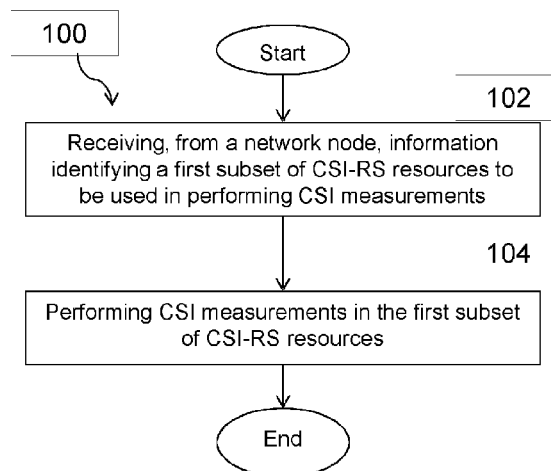 100
Start
102
Receiving, from a network node, information
identifying a first subset of CSI-RS resources to
be used in performing CSI measurements
104
Performing CSI measurements in the first subset
of CSI-RS resources
End